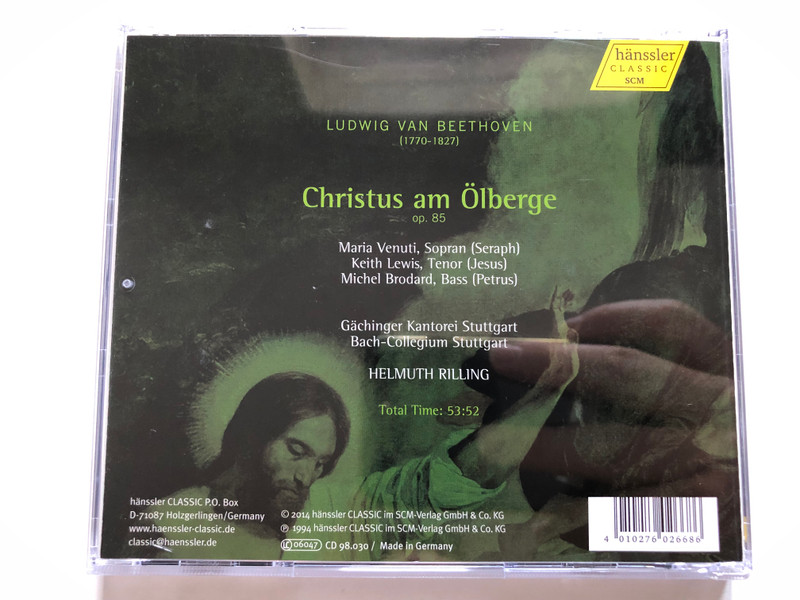 hänssler
CLASSIC
SCM
LUDWIG VAN BEETHOVEN
(1770-1827)
Christus am Ölberge
op. 85
Maria Venuti, Sopran (Seraph)
Keith Lewis, Tenor (Jesus)
Michel Brodard, Bass (Petrus)
Gächinger Kantorei Stuttgart
Bach-Collegium Stuttgart
HELMUTH RILLING
Total Time: 53:52
hänssler CLASSIC P.O. Box
D-71087 Holzgerlingen/Germany
www.haenssler-classic.de
classic@haenssler.de
© 2014 hänssler CLASSIC im SCM-Verlag GmbH & Co. KG
℗ 1994 hänssler CLASSIC im SCM-Verlag GmbH & Co. KG
LC 06047 CD 98.030 / Made in Germany
4 010276 026686